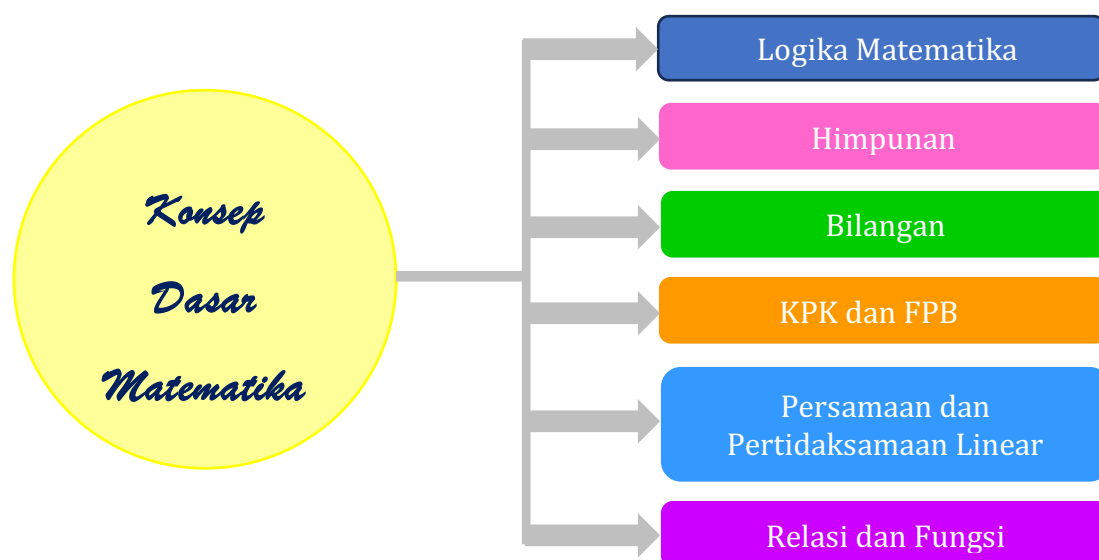 Konsep
Dasar
Matematika
Logika Matematika
Himpunan
Bilangan
KPK dan FPB
Persamaan dan
Pertidaksamaan Linear
Relasi dan Fungsi